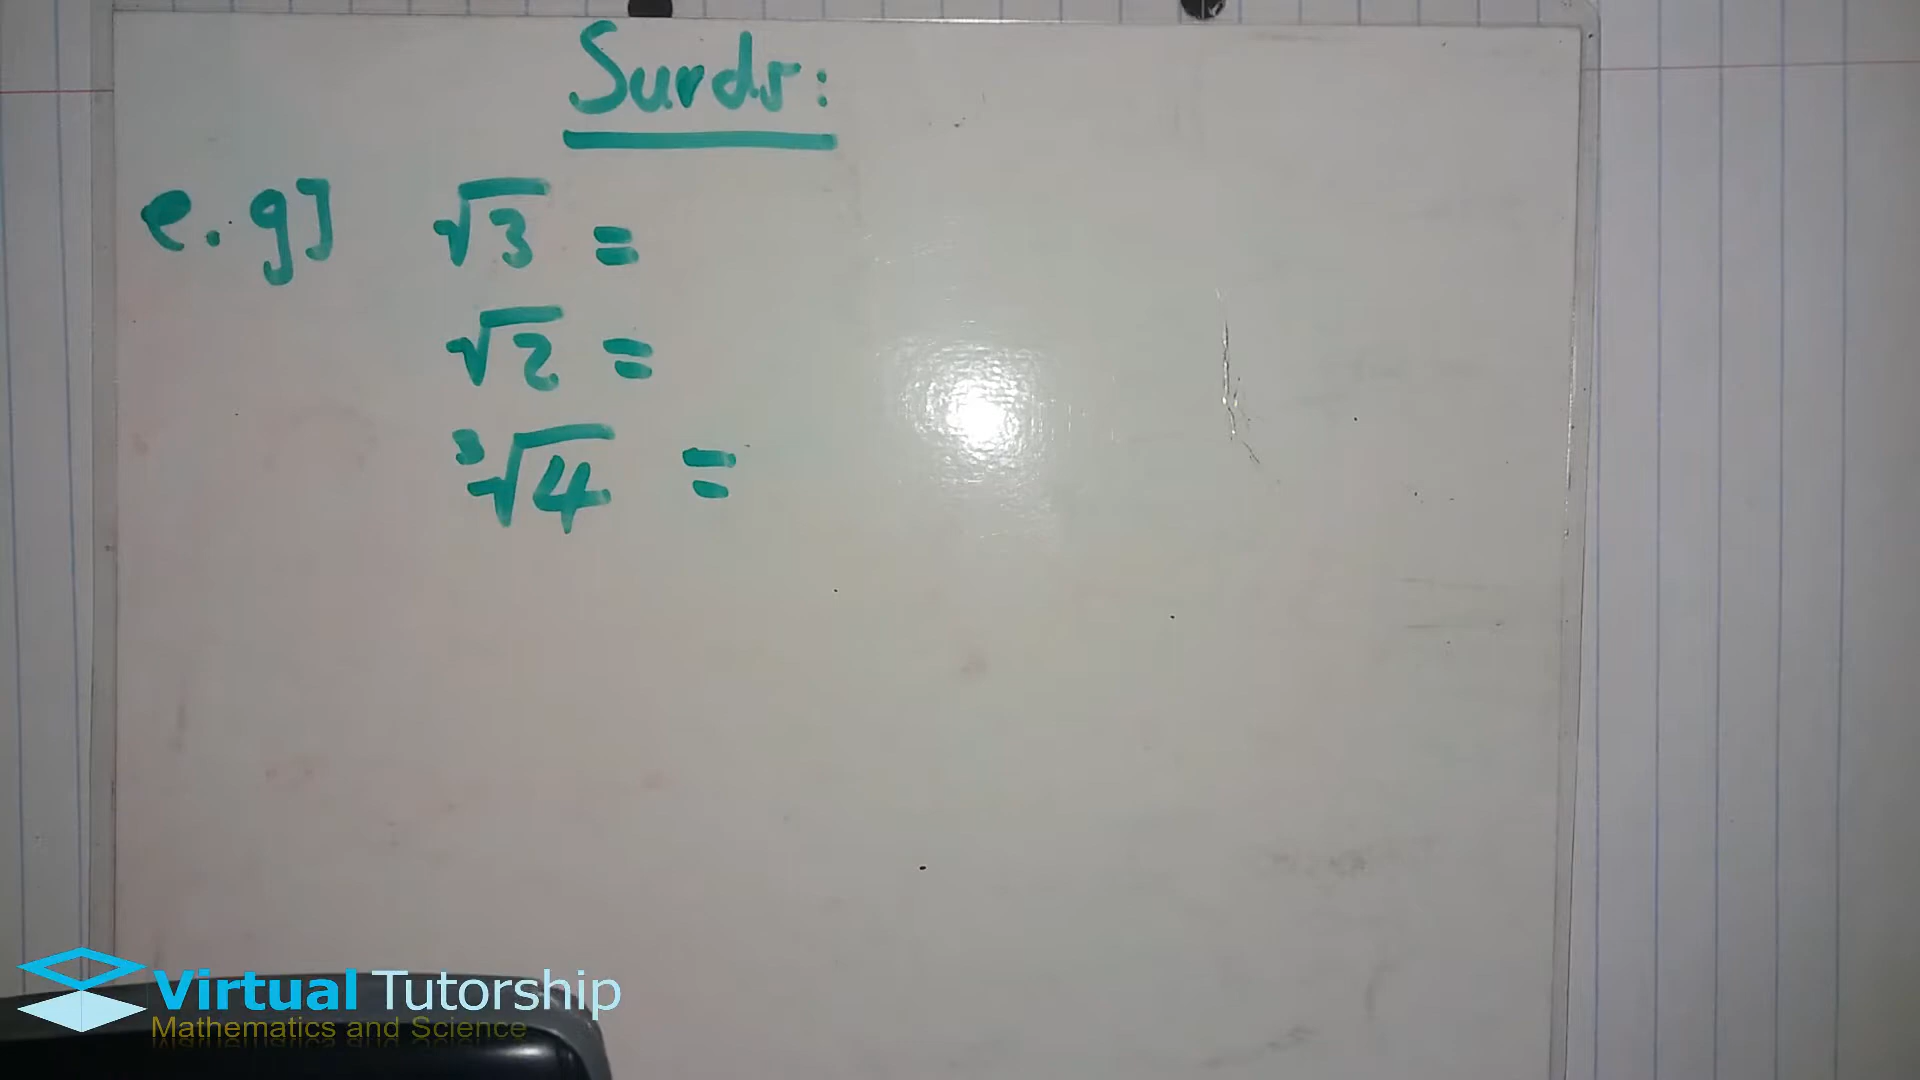 Surds:
e.g] √3 =
√2 =
³√4 =
Virtual Tutorship
Mathematics and Science